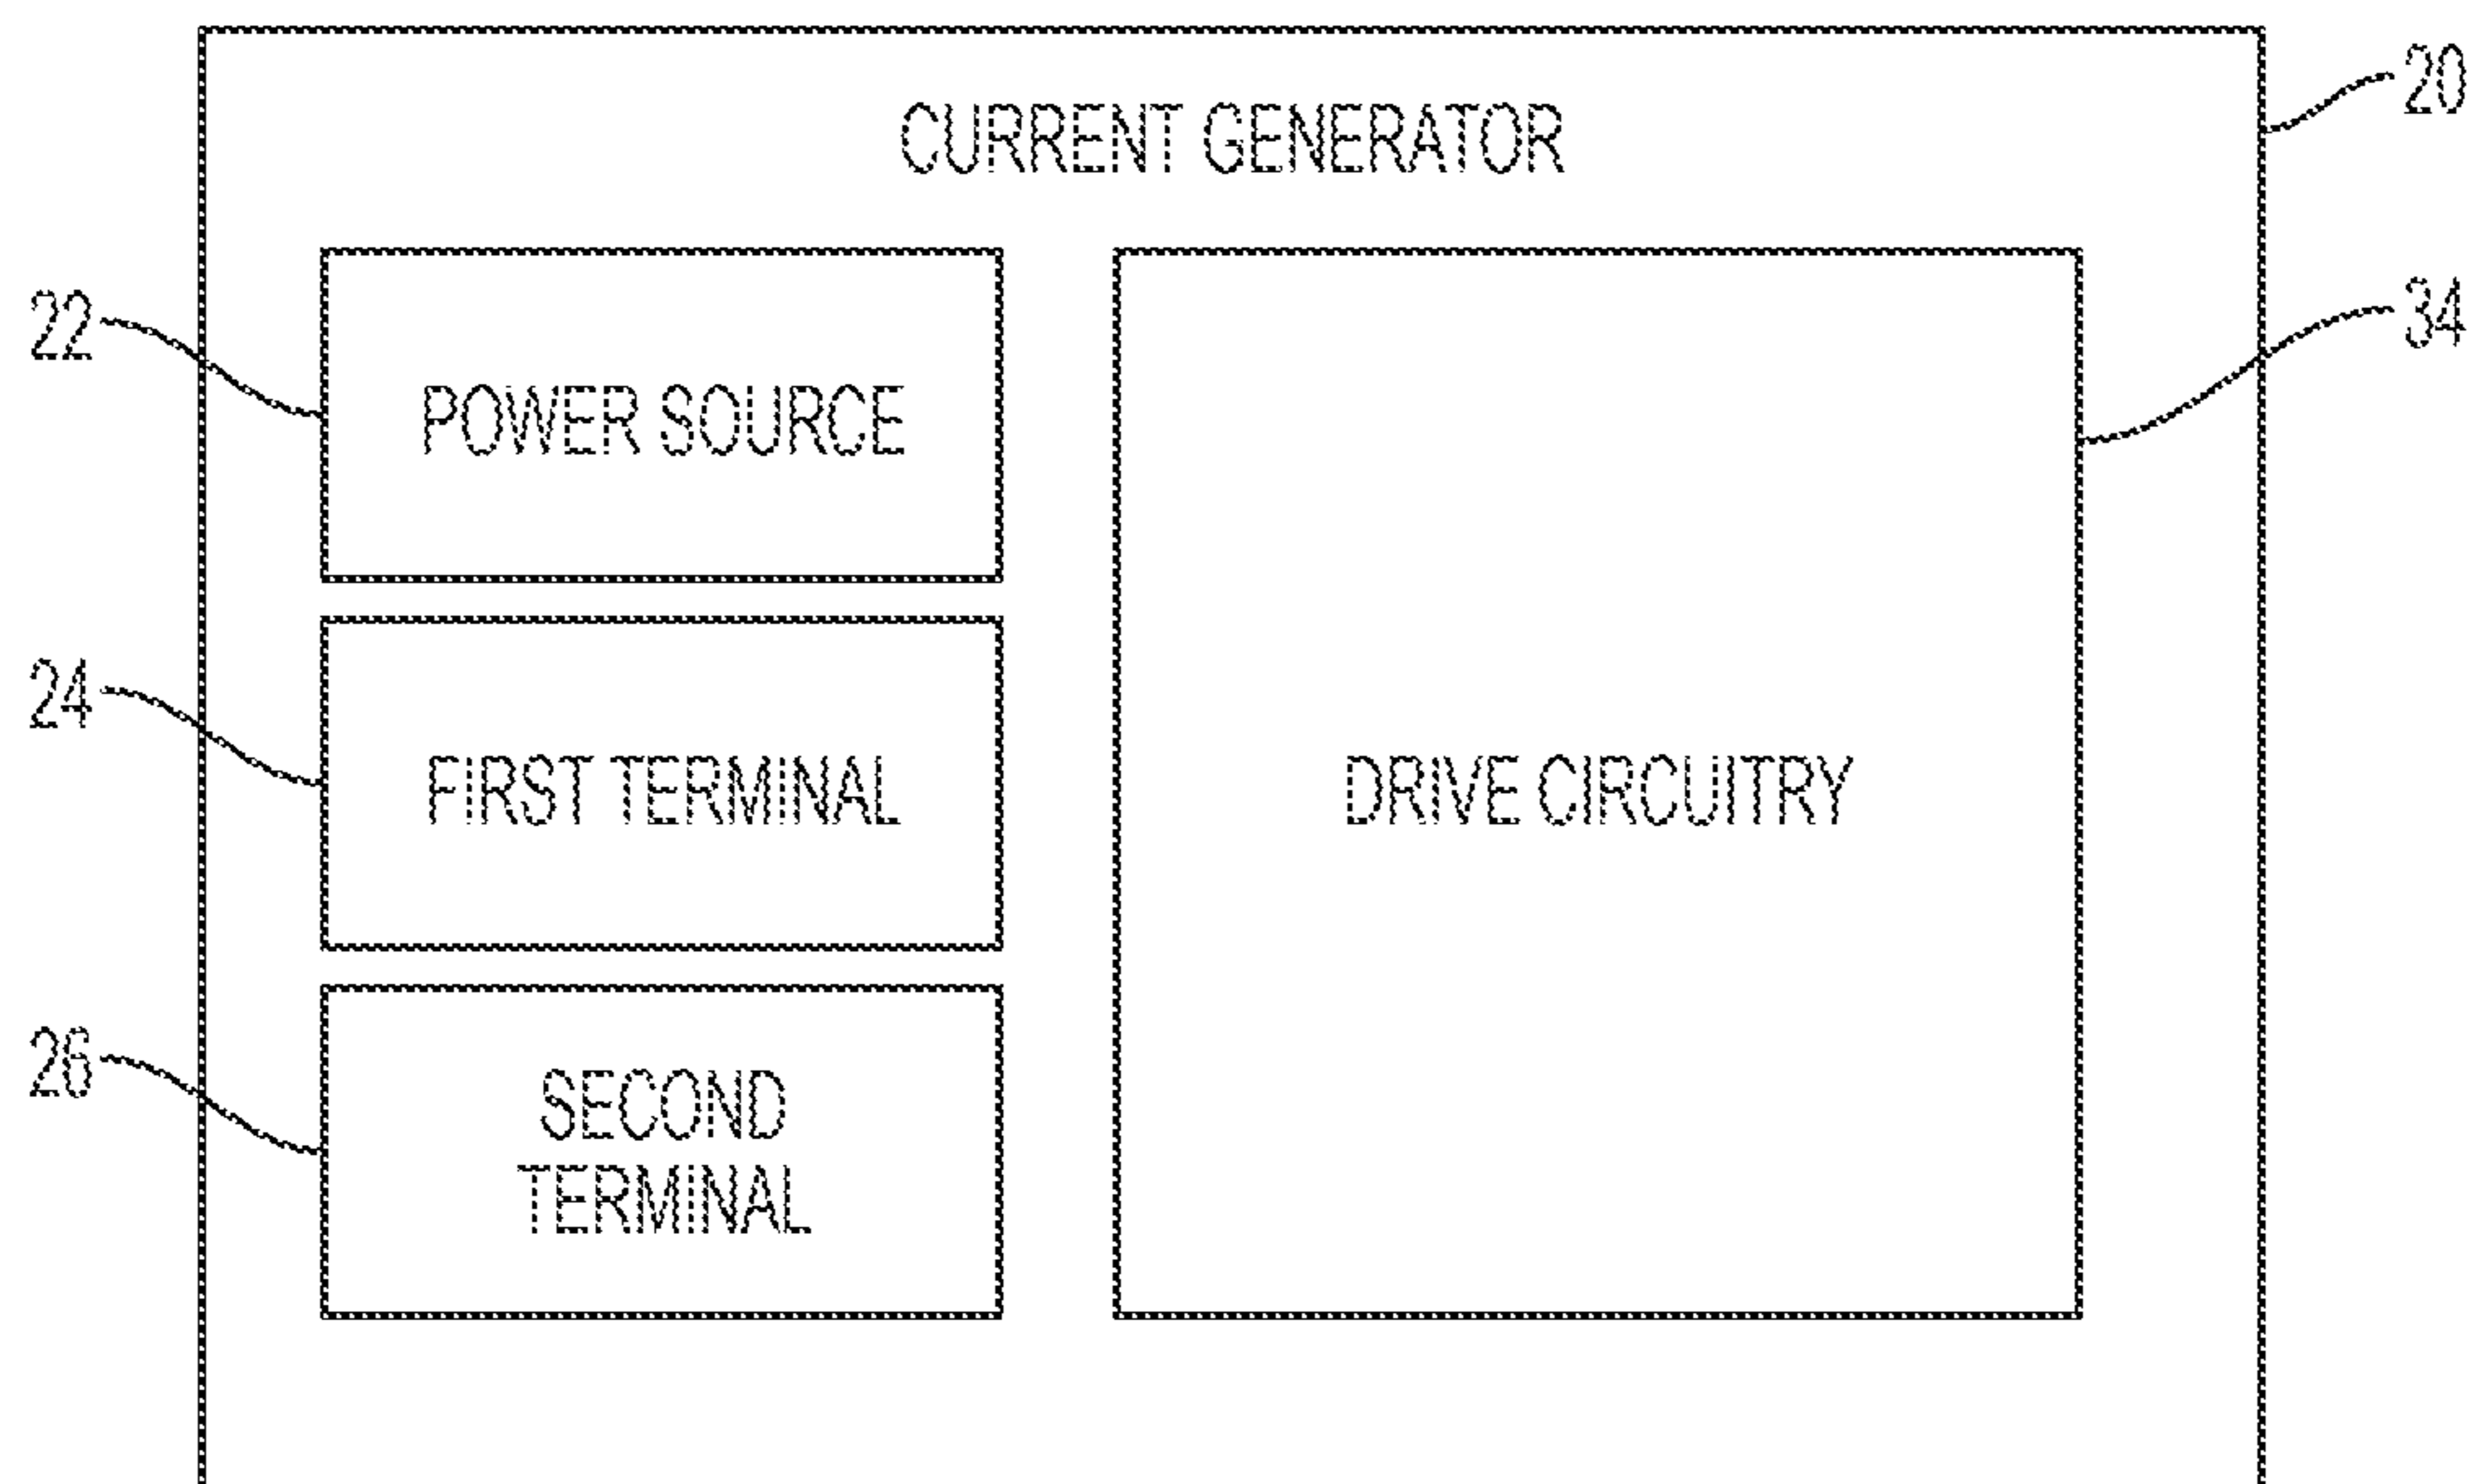 CURRENT GENERATOR
20
22
POWER SOURCE
34
24
FIRST TERMINAL
DRIVE CIRCUITRY
26
SECOND
TERMINAL